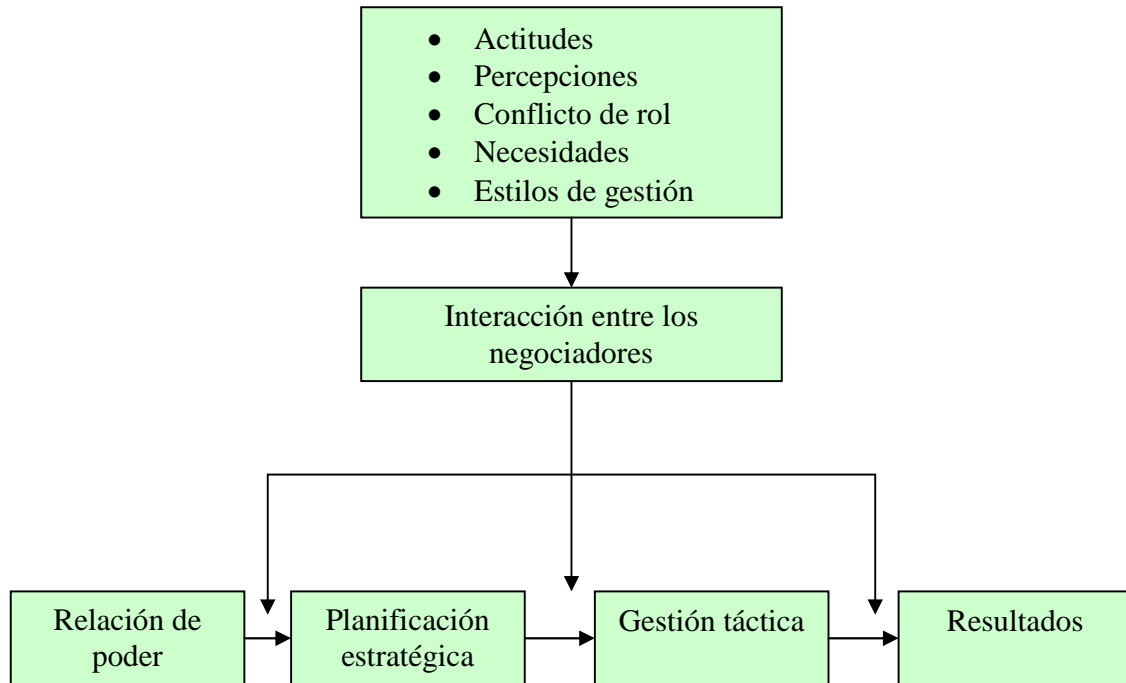 • Actitudes
• Percepciones
• Conflicto de rol
• Necesidades
• Estilos de gestión
Interacción entre los
negociadores
Relación de
poder
Planificación
estratégica
Gestión táctica
Resultados